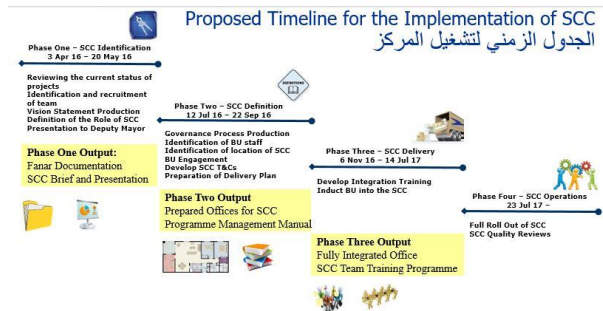 Proposed Timeline for the Implementation of SCC
الجدول الزمني لتشغيل المركز
Phase One – SCC Identification
3 Apr 16 – 20 May 16
Reviewing the current status of
projects
Identification and recruitment
of team
Vision Statement Production
Definition of the Role of SCC
Presentation to Deputy Mayor
Phase One Output:
Fanar Documentation
SCC Brief and Presentation
DEFINITIONS
Phase Two – SCC Definition
12 Jul 16 – 22 Sep 16
Governance Process Production
Identification of BU staff
Identification of location of SCC
BU Engagement
Develop SCC T&Cs
Preparation of Delivery Plan
Phase Two Output
Prepared Offices for SCC
Programme Management Manual
Phase Three – SCC Delivery
6 Nov 16 – 14 Jul 17
Develop Integration Training
Induct BU into the SCC
Phase Three Output
Fully Integrated Office
SCC Team Training Programme
Phase Four – SCC Operations
23 Jul 17 –
Full Roll Out of SCC
SCC Quality Reviews